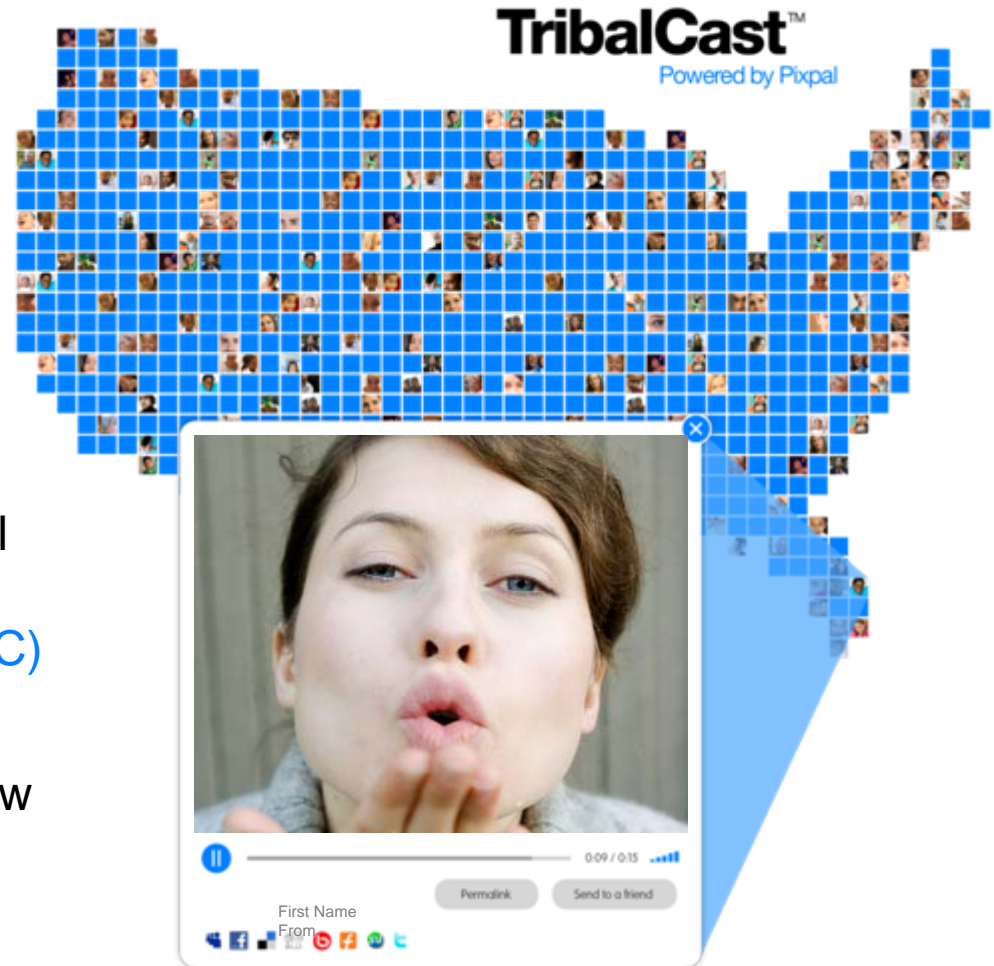 TribalCast™
Powered by Pixpal
l
C)
w
0:09 / 0:15
Permalink
Send to a friend
First Name
From